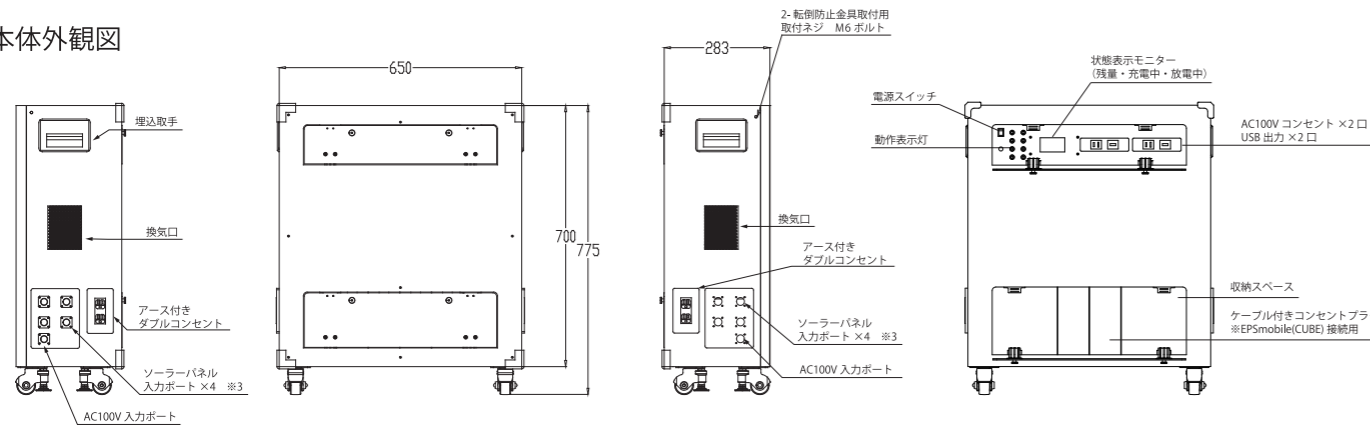 本体外観図
埋込取手
換気口
アース付き
ダブルコンセント
ソーラーパネル
入力ポート ×4 ※3
AC100V 入力ポート
650
700
775
283
2- 転倒防止金具取付用
取付ネジ M6 ボルト
換気口
アース付き
ダブルコンセント
ソーラーパネル
入力ポート ×4 ※3
AC100V 入力ポート
状態表示モニター
(残量・充電中・放電中)
電源スイッチ
動作表示灯
AC100V コンセント ×2 口
USB 出力 ×2 口
収納スペース
ケーブル付きコンセントプラ
※EPSmobile(CUBE) 接続用